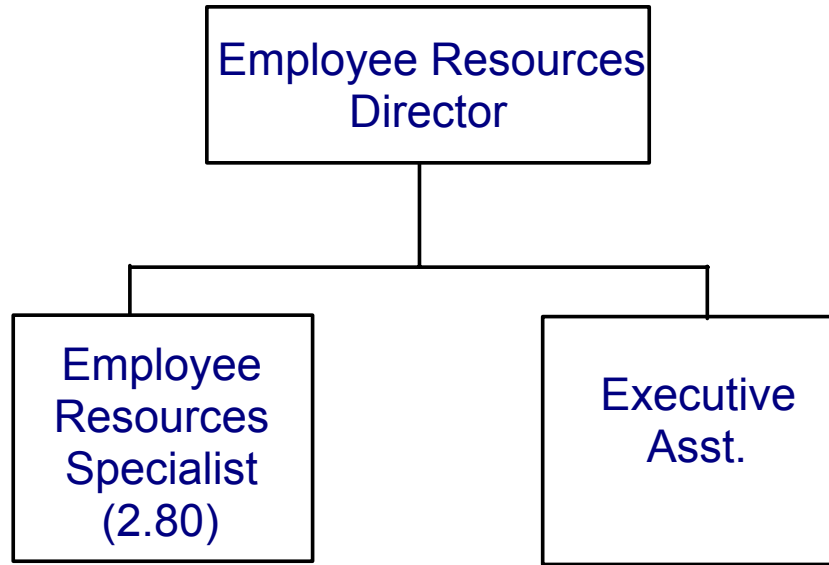 Employee Resources
Director
Employee
Resources
Specialist
(2.80)
Executive
Asst.